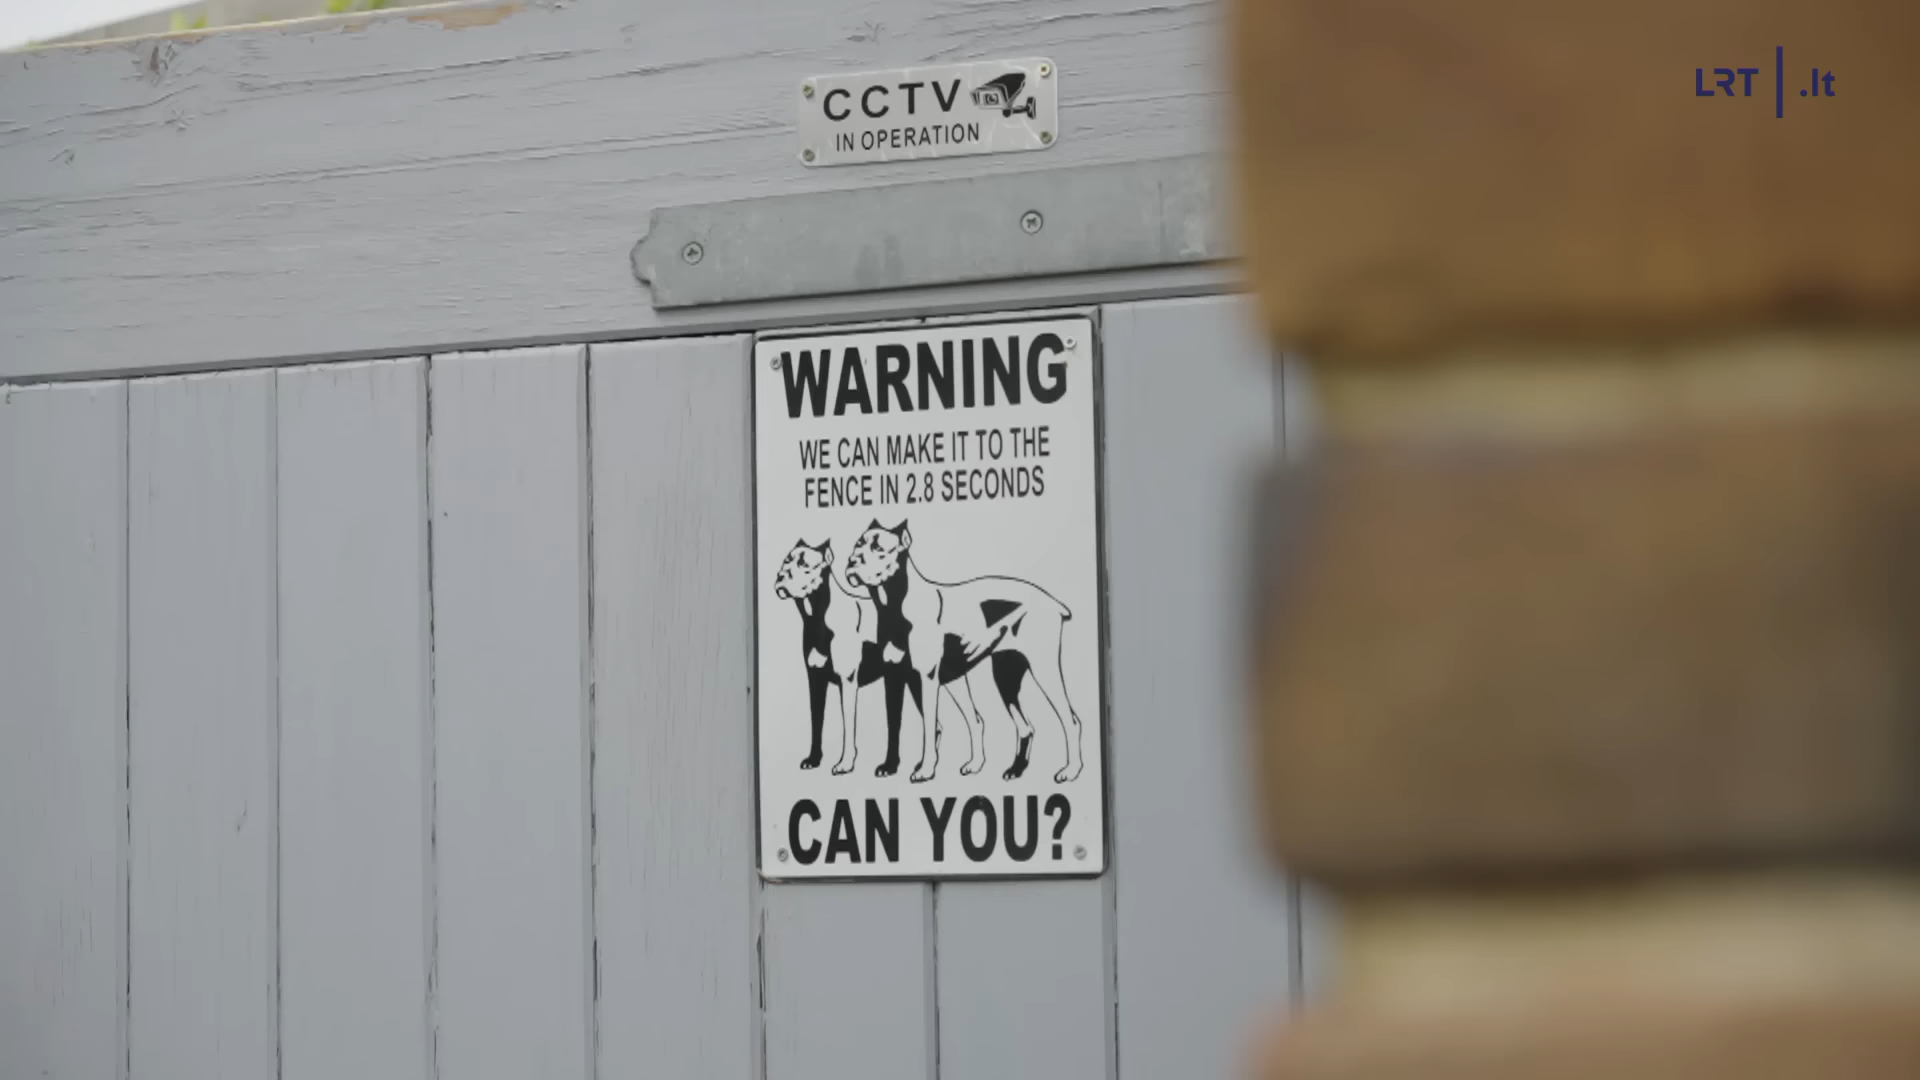 LRT .lt
CCTV
IN OPERATION
WARNING
WE CAN MAKE IT TO THE
FENCE IN 2.8 SECONDS
CAN YOU?